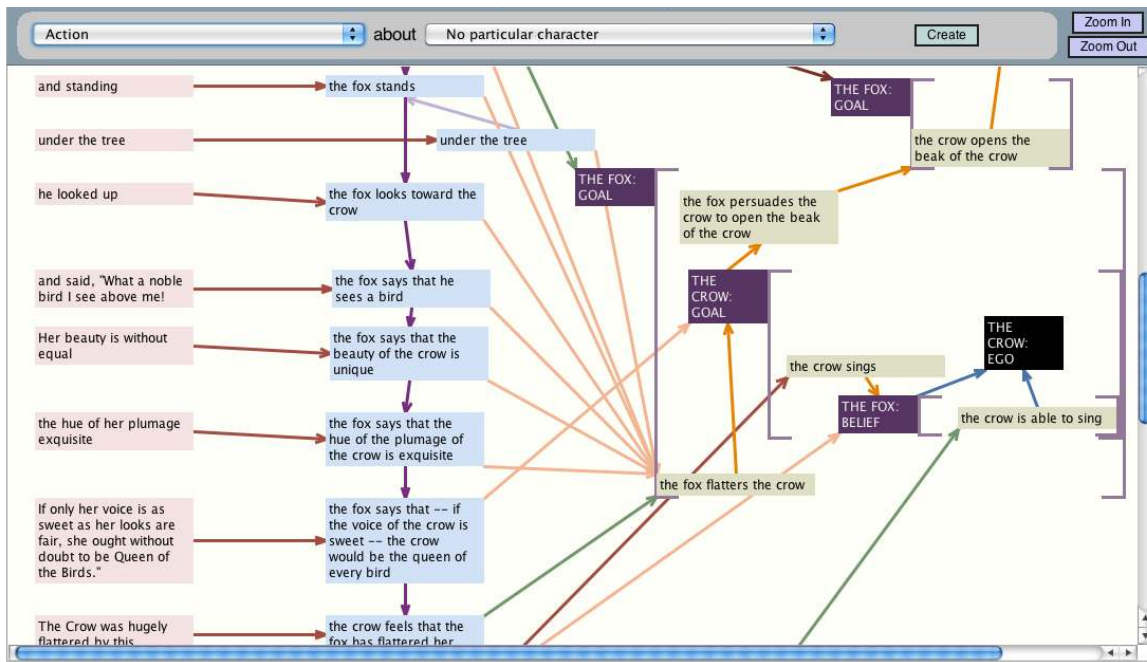 Action
about
No particular character
Create
Zoom In
Zoom Out
and standing
the fox stands
under the tree
under the tree
he looked up
the fox looks toward the
crow
and said, "What a noble
bird I see above me!
the fox says that he
sees a bird
Her beauty is without
equal
the fox says that the
beauty of the crow is
unique
the hue of her plumage
exquisite
the fox says that the
hue of the plumage of
the crow is exquisite
If only her voice is as
sweet as her looks are
fair, she ought without
doubt to be Queen of
the Birds."
the fox says that -- if
the voice of the crow is
sweet -- the crow
would be the queen of
every bird
The Crow was hugely
flattered by this
the crow feels that the
fox has flattered her
THE FOX:
GOAL
the crow opens the
beak of the crow
THE FOX:
GOAL
the fox persuades the
crow to open the beak
of the crow
THE
CROW:
GOAL
THE
CROW:
EGO
the crow sings
THE FOX:
BELIEF
the crow is able to sing
the fox flatters the crow